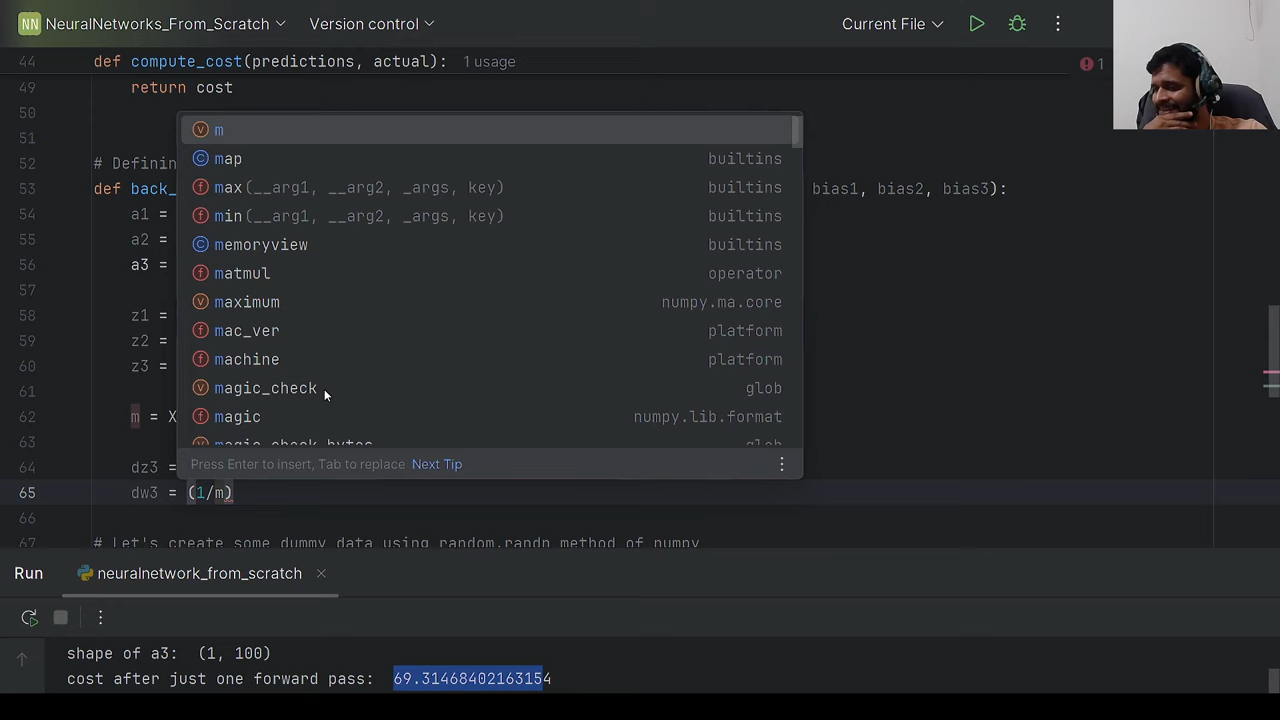 NN NeuralNetworks_From_Scratch Version control Current File
44 def compute_cost(predictions, actual): 1 usage 1
49 return cost
50
51
52 # Definin
53 def back_ bias1, bias2, bias3):
54 a1 =
55 a2 =
56 a3 =
57
58 z1 =
59 z2 =
60 z3 =
61
62 m = X
63
64 dz3 =
65 dw3 = (1/m)
66
67 # Let's create some dummy data using random.randn method of numpy
v m
C map builtins
f max(__arg1, __arg2, _args, key) builtins
f min(__arg1, __arg2, _args, key) builtins
C memoryview builtins
f matmul operator
v maximum numpy.ma.core
f mac_ver platform
f machine platform
v magic_check glob
f magic numpy.lib.format
v magic_check_bytes glob
Press Enter to insert, Tab to replace Next Tip
Run neuralnetwork_from_scratch
shape of a3: (1, 100)
cost after just one forward pass: 69.31468402163154